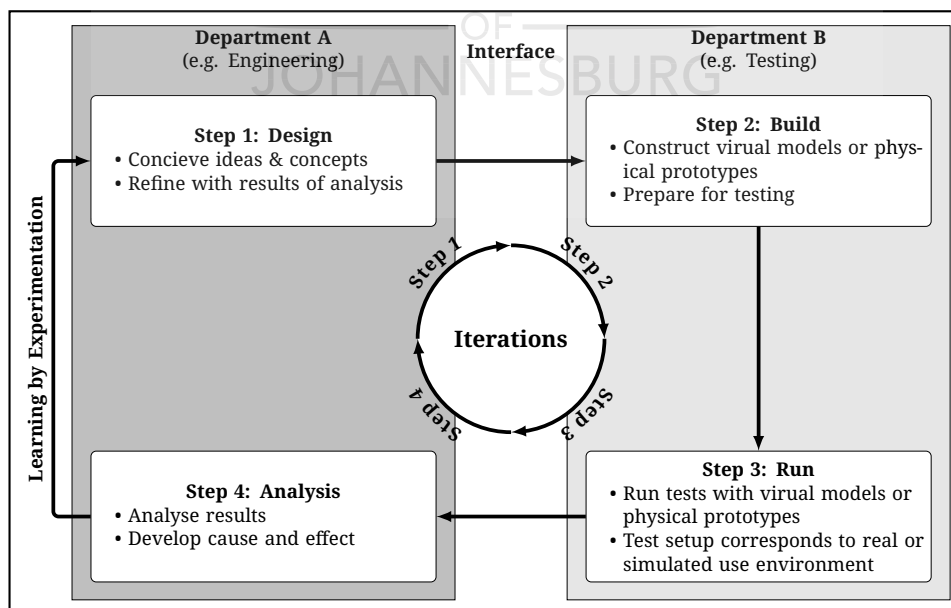 OF
JOHANNESBURG
Department A
(e.g. Engineering)
Interface
Department B
(e.g. Testing)
Step 1: Design
• Concieve ideas & concepts
• Refine with results of analysis
Step 2: Build
• Construct virual models or phys-
ical prototypes
• Prepare for testing
Learning by Experimentation
Step 1
Step 2
Iterations
Step 4
Step 3
Step 4: Analysis
• Analyse results
• Develop cause and effect
Step 3: Run
• Run tests with virual models or
physical prototypes
• Test setup corresponds to real or
simulated use environment